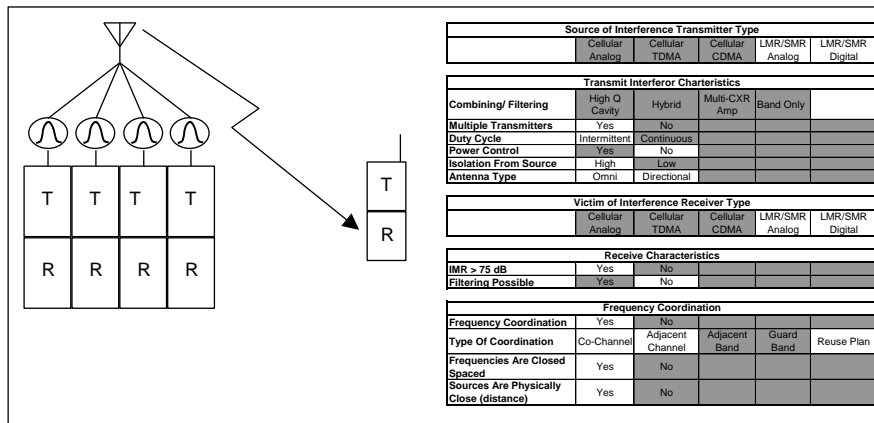 T T T T
R R R R
T
R
Source of Interference Transmitter Type
Cellular Analog Cellular TDMA Cellular CDMA LMR/SMR Analog LMR/SMR Digital
Transmit Interferor Charteristics
Combining/ Filtering High Q Cavity Hybrid Multi-CXR Amp Band Only
Multiple Transmitters Yes No
Duty Cycle Intermittent Continuous
Power Control Yes No
Isolation From Source High Low
Antenna Type Omni Directional
Victim of Interference Receiver Type
Cellular Analog Cellular TDMA Cellular CDMA LMR/SMR Analog LMR/SMR Digital
Receive Characteristics
IMR > 75 dB Yes No
Filtering Possible Yes No
Frequency Coordination
Frequency Coordination Yes No
Type Of Coordination Co-Channel Adjacent Channel Adjacent Band Guard Band Reuse Plan
Frequencies Are Closed Spaced Yes No
Sources Are Physically Close (distance) Yes No